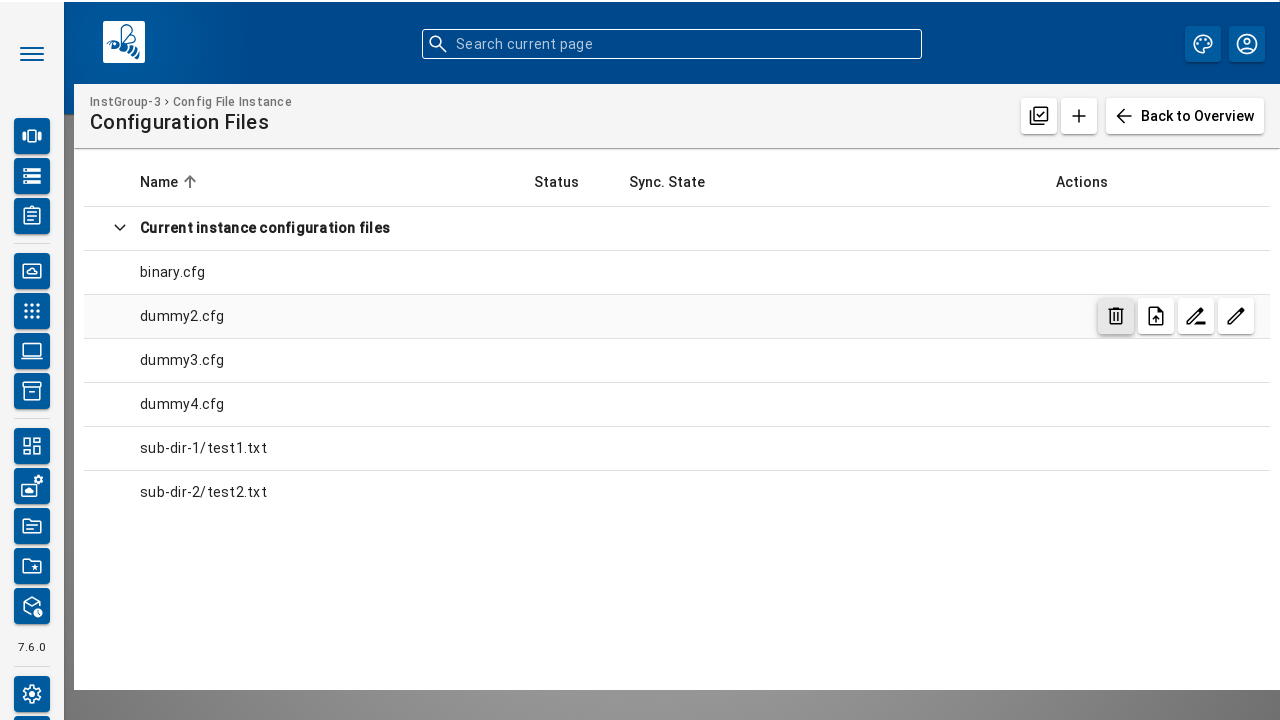 Search current page
InstGroup-3 › Config File Instance
Configuration Files
Back to Overview
Name Status Sync. State Actions
Current instance configuration files
binary.cfg
dummy2.cfg
dummy3.cfg
dummy4.cfg
sub-dir-1/test1.txt
sub-dir-2/test2.txt
7.6.0